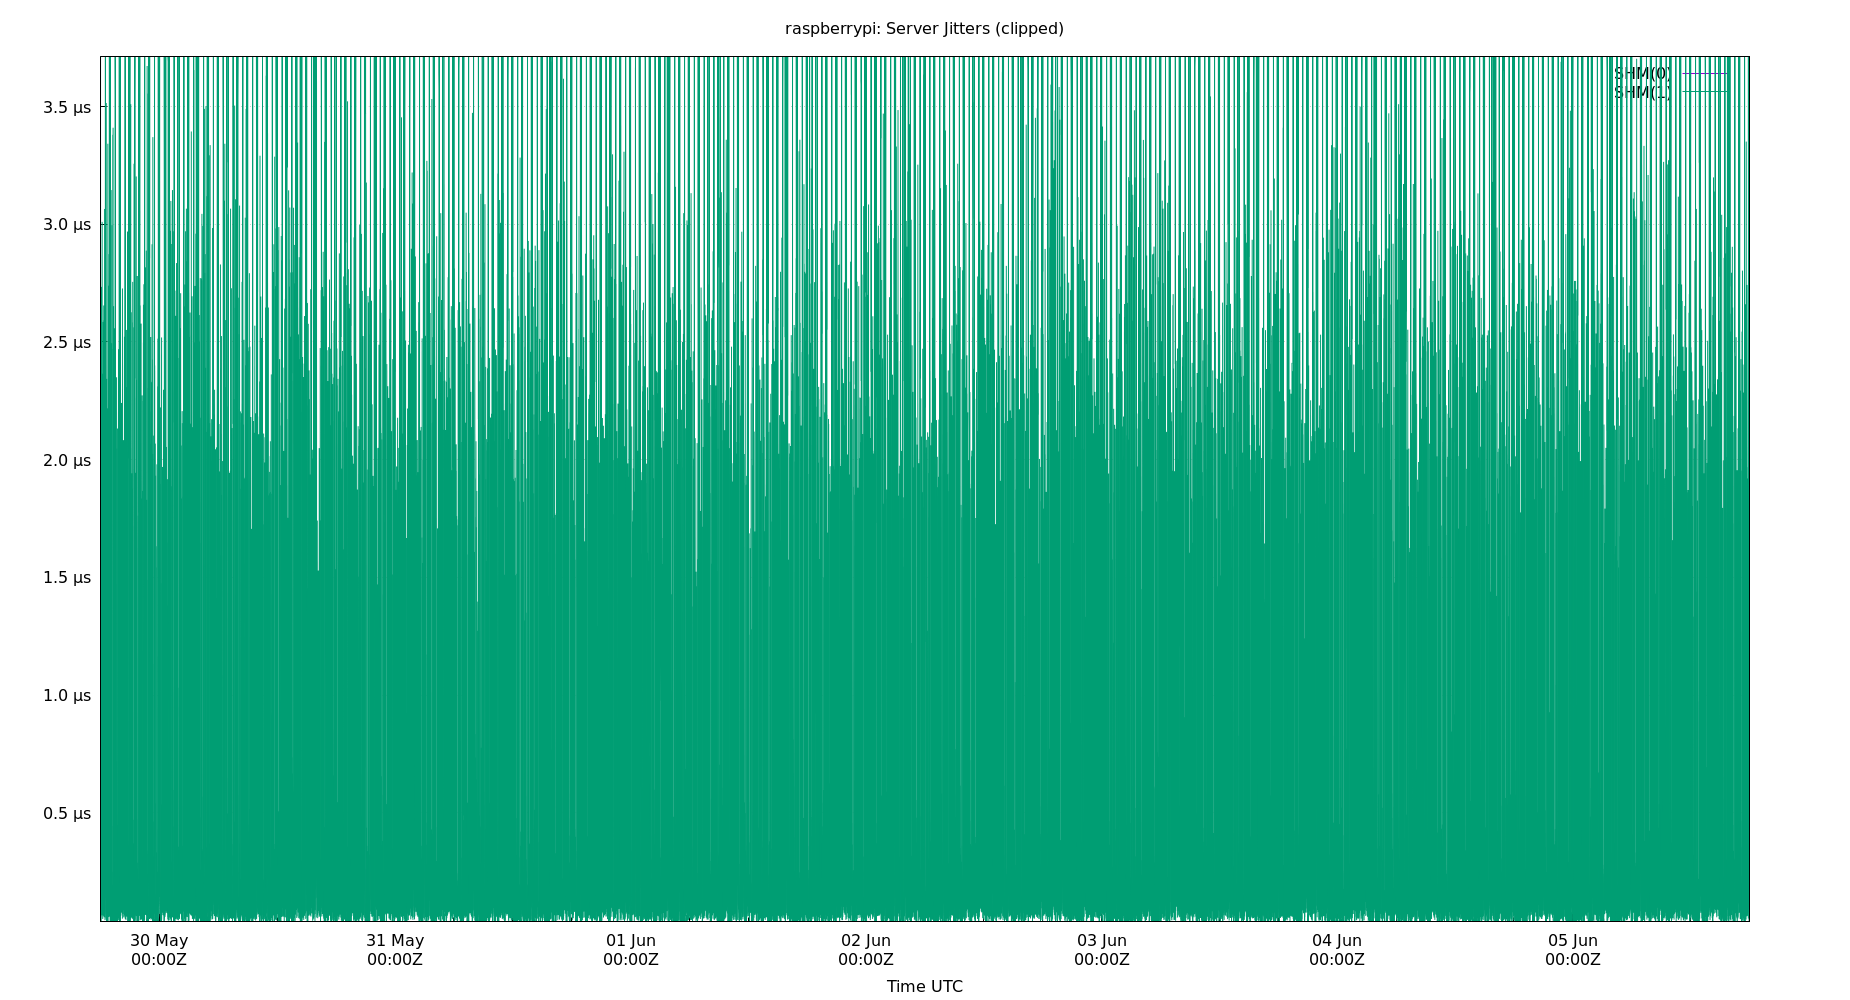 raspberrypi: Server Jitters (clipped)
SHM(0)
SHM(1)
3.5 µs
3.0 µs
2.5 µs
2.0 µs
1.5 µs
1.0 µs
0.5 µs
30 May
00:00Z
31 May
00:00Z
01 Jun
00:00Z
02 Jun
00:00Z
03 Jun
00:00Z
04 Jun
00:00Z
05 Jun
00:00Z
Time UTC